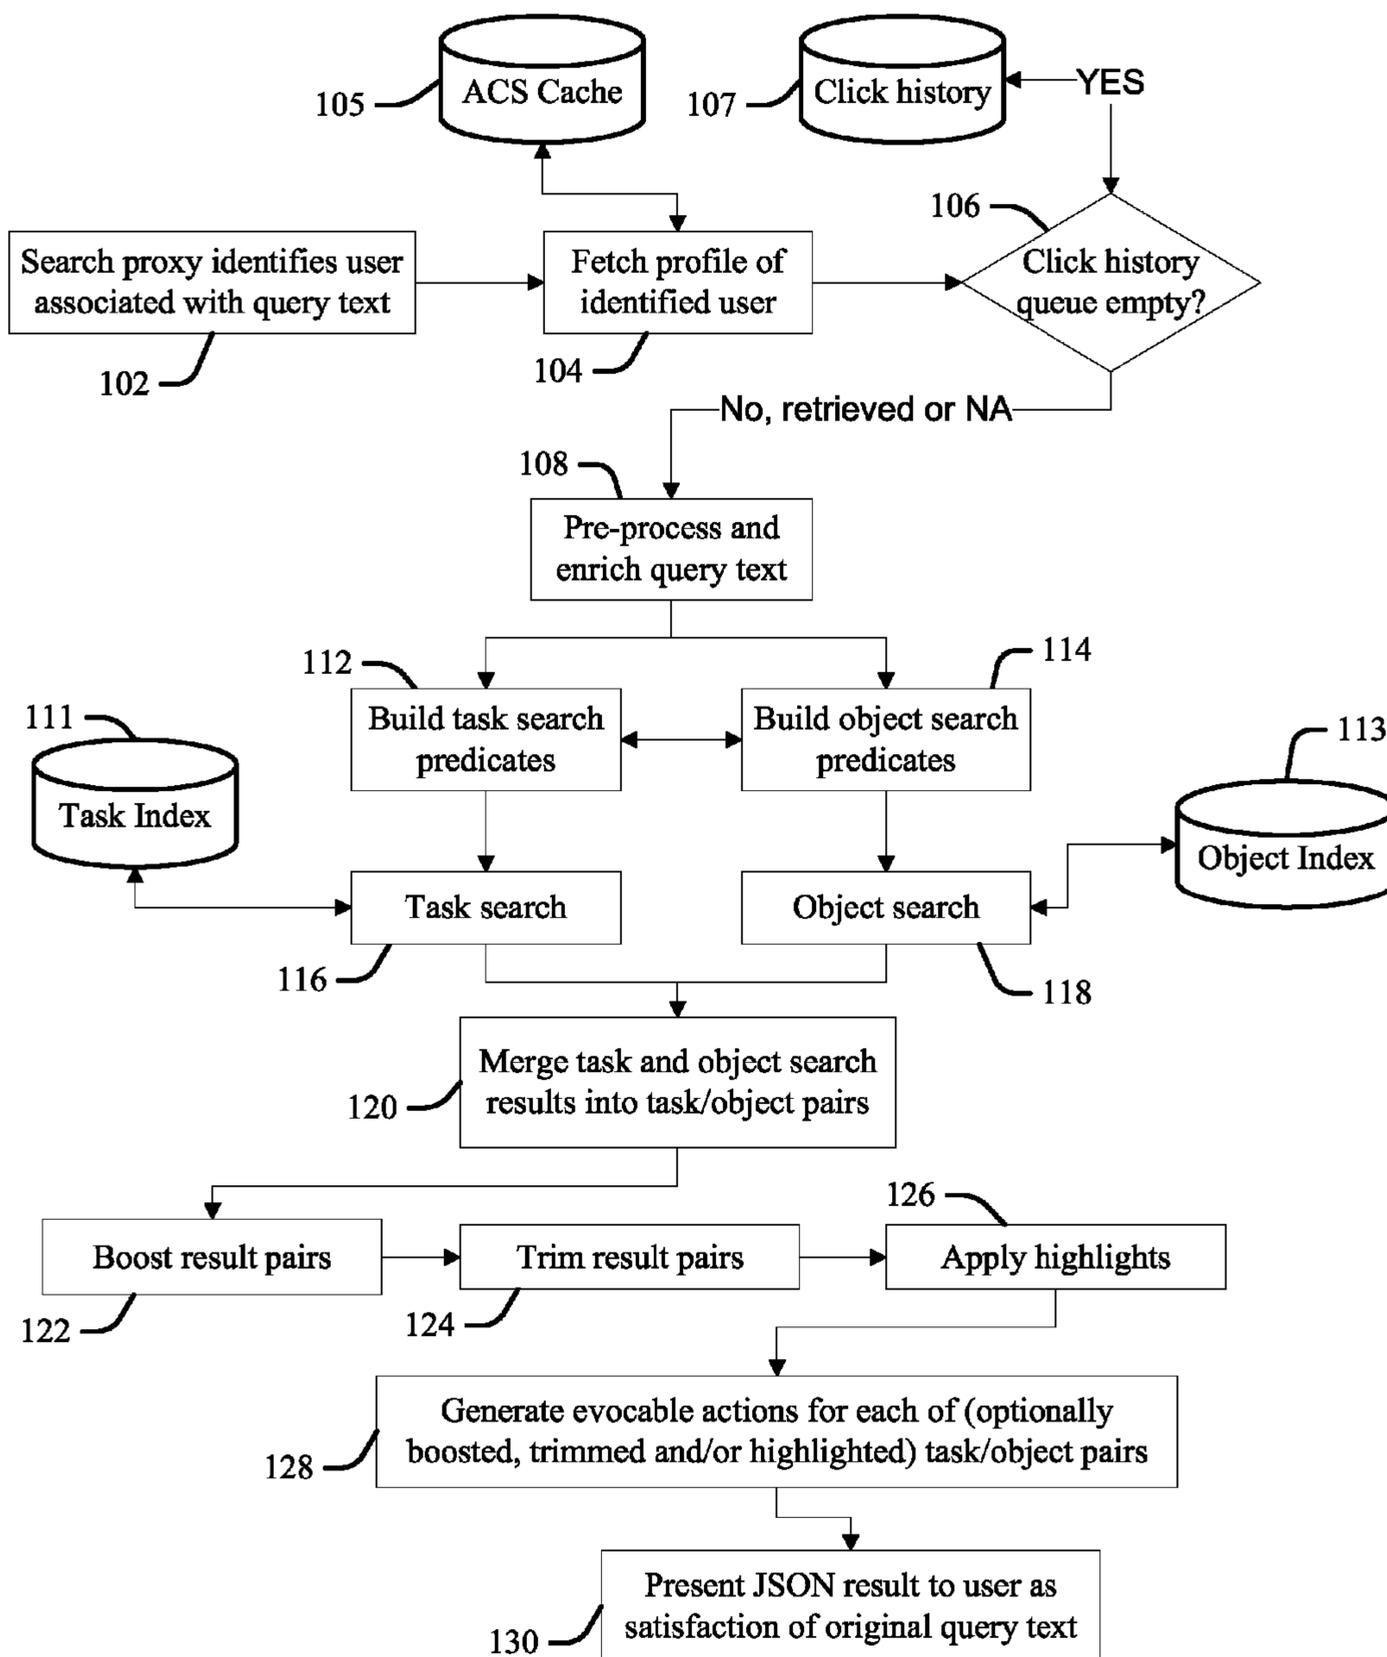 ACS Cache
105
Click history
107
YES
106
Search proxy identifies user
associated with query text
102
Fetch profile of
identified user
104
Click history
queue empty?
No, retrieved or NA
108
Pre-process and
enrich query text
112
114
Build task search
predicates
Build object search
predicates
111
Task Index
113
Object Index
Task search
116
Object search
118
Merge task and object search
results into task/object pairs
120
126
Boost result pairs
122
Trim result pairs
124
Apply highlights
Generate evocable actions for each of (optionally
boosted, trimmed and/or highlighted) task/object pairs
128
Present JSON result to user as
satisfaction of original query text
130